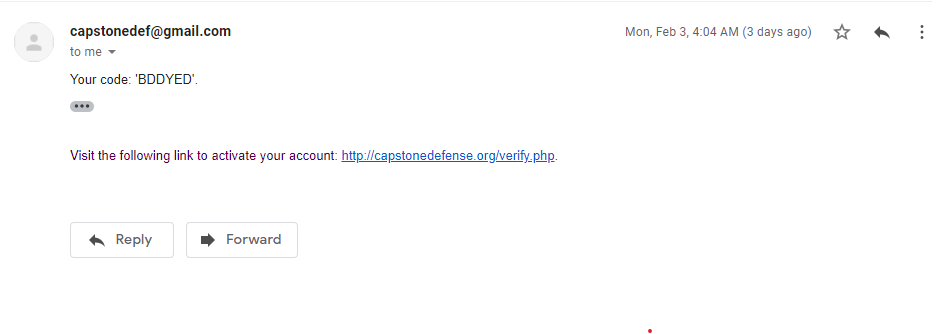 capstonedef@gmail.com
Mon, Feb 3, 4:04 AM (3 days ago)
to me
Your code: 'BDDYED'.
Visit the following link to activate your account: http://capstonedefense.org/verify.php.
Reply
Forward